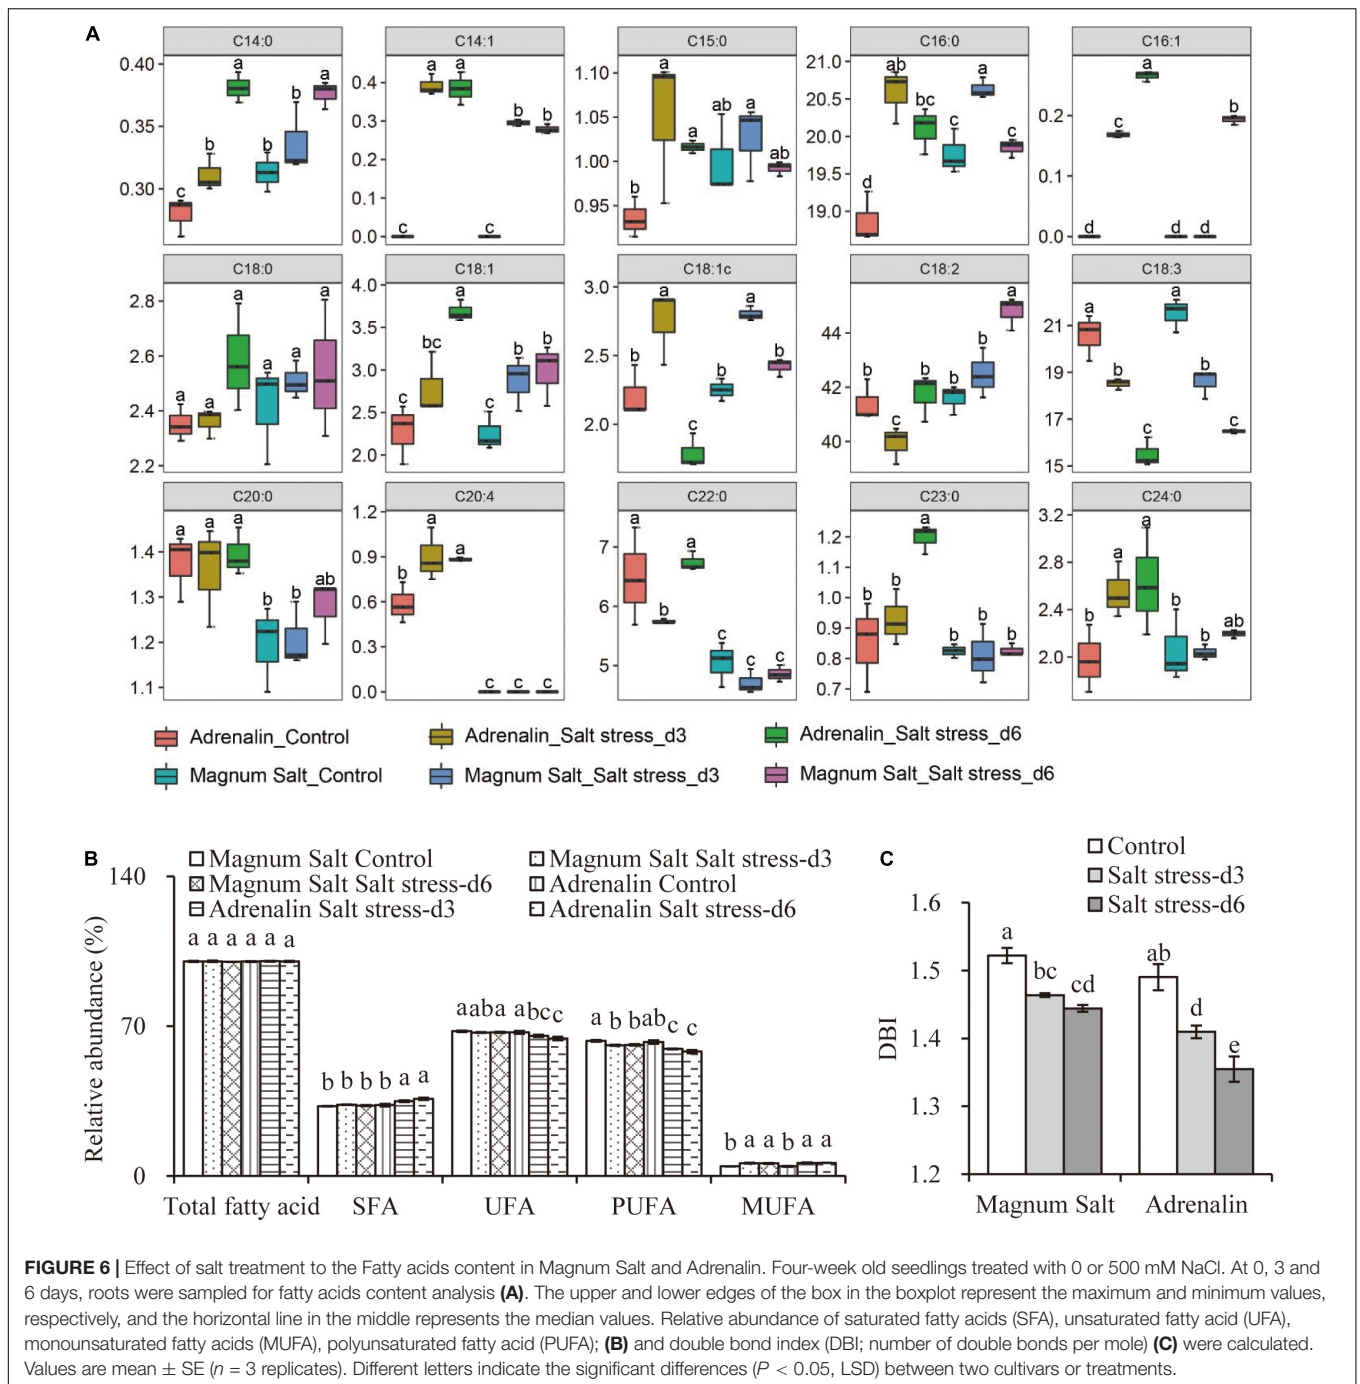 A
C14:0 C14:1 C15:0 C16:0 C16:1
0.40
0.35
0.30
c b a b b a
0.4
0.3
0.2
0.1
0.0
c a a c b b
1.10
1.05
1.00
0.95
b a a ab a ab
21.0
20.5
20.0
19.0
d ab bc c a c
0.2
0.1
0.0
d c a d d b
C18:0 C18:1 C18:1c C18:2 C18:3
2.8
2.6
2.4
2.2
a a a a a a
4.0
3.5
3.0
2.5
2.0
c bc a c b b
3.0
2.5
2.0
b a c b a b
44
42
40
b c b b b a
21
19
17
15
a b c a b c
C20:0 C20:4 C22:0 C23:0 C24:0
1.4
1.3
1.2
1.1
a a a b b ab
1.2
0.9
0.6
0.3
0.0
b a a c c c
7
6
5
a b a c c c
1.2
1.1
1.0
0.9
0.8
0.7
b b a b b b
3.2
2.8
2.4
2.0
b a a b b ab
Adrenalin_Control Adrenalin_Salt stress_d3 Adrenalin_Salt stress_d6
Magnum Salt_Control Magnum Salt_Salt stress_d3 Magnum Salt_Salt stress_d6
B
Magnum Salt Control Magnum Salt Salt stress-d3
Magnum Salt Salt stress-d6 Adrenalin Control
Adrenalin Salt stress-d3 Adrenalin Salt stress-d6
Relative abundance (%)
140
70
0
a a a a a a
b b b b a a
aaba abcc
a b b ab c c
b a a b a a
Total fatty acid SFA UFA PUFA MUFA
C
Control
Salt stress-d3
Salt stress-d6
DBI
1.6
1.5
1.4
1.3
1.2
a bc cd ab d e
Magnum Salt Adrenalin
FIGURE 6 | Effect of salt treatment to the Fatty acids content in Magnum Salt and Adrenalin. Four-week old seedlings treated with 0 or 500 mM NaCl. At 0, 3 and
6 days, roots were sampled for fatty acids content analysis (A). The upper and lower edges of the box in the boxplot represent the maximum and minimum values,
respectively, and the horizontal line in the middle represents the median values. Relative abundance of saturated fatty acids (SFA), unsaturated fatty acid (UFA),
monounsaturated fatty acids (MUFA), polyunsaturated fatty acid (PUFA); (B) and double bond index (DBI; number of double bonds per mole) (C) were calculated.
Values are mean ± SE (n = 3 replicates). Different letters indicate the significant differences (P < 0.05, LSD) between two cultivars or treatments.